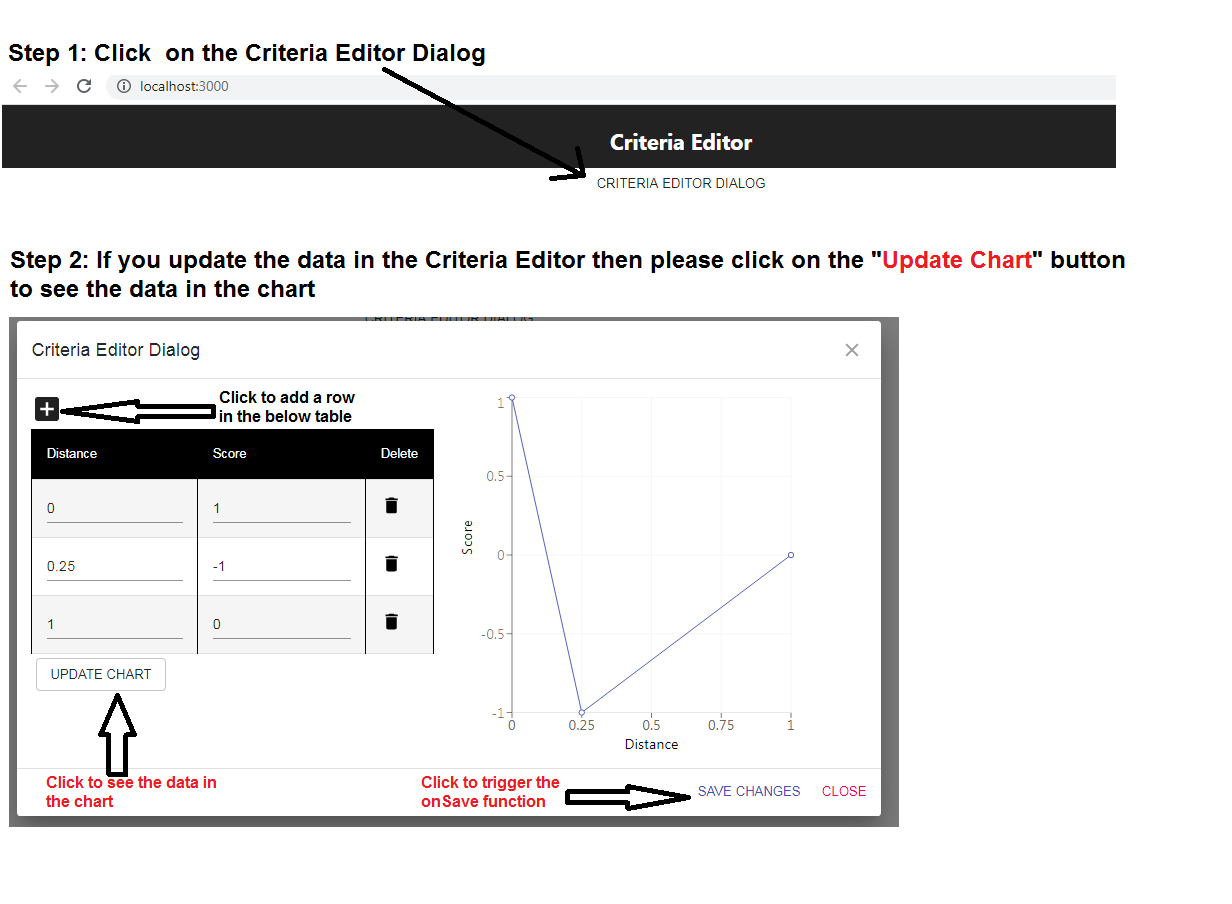 Step 1: Click  on the Criteria Editor Dialog
localhost:3000
Criteria Editor
CRITERIA EDITOR DIALOG
Step 2: If you update the data in the Criteria Editor then please click on the "Update Chart" button
to see the data in the chart
CRITERIA EDITOR DIALOG
Criteria Editor Dialog
Click to add a row
in the below table
Distance Score Delete
0 1
0.25 -1
1 0
UPDATE CHART
1
0.5
0
-0.5
-1
Score
0 0.25 0.5 0.75 1
Distance
Click to see the data in
the chart
Click to trigger the
onSave function
SAVE CHANGES CLOSE